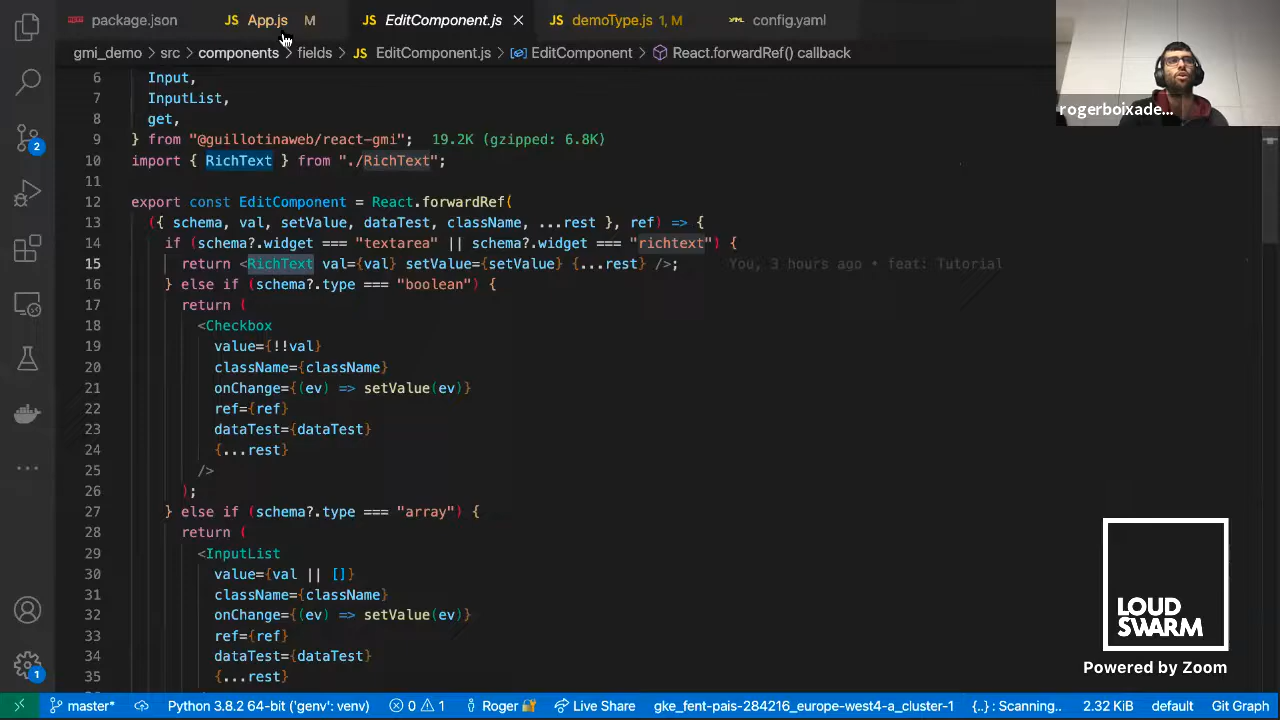 package.json
JS App.js M
JS EditComponent.js ×
JS demoType.js 1, M
config.yaml
gmi_demo > src > components > fields > JS EditComponent.js > EditComponent > React.forwardRef() callback
6 Input,
7 InputList,
8 get,
9 } from "@guillotinaweb/react-gmi"; 19.2K (gzipped: 6.8K)
10 import { RichText } from "./RichText";
11
12 export const EditComponent = React.forwardRef(
13 ({ schema, val, setValue, dataTest, className, ...rest }, ref) => {
14 if (schema?.widget === "textarea" || schema?.widget === "richtext") {
15 return <RichText val={val} setValue={setValue} {...rest} />; You, 3 hours ago • feat: Tutorial
16 } else if (schema?.type === "boolean") {
17 return (
18 <Checkbox
19 value={!!val}
20 className={className}
21 onChange={(ev) => setValue(ev)}
22 ref={ref}
23 dataTest={dataTest}
24 {...rest}
25 />
26 );
27 } else if (schema?.type === "array") {
28 return (
29 <InputList
30 value={val || []}
31 className={className}
32 onChange={(ev) => setValue(ev)}
33 ref={ref}
34 dataTest={dataTest}
35 {...rest}
2
1
rogerboixade...
LOUD
SWARM
Powered by Zoom
master* Python 3.8.2 64-bit ('genv': venv) 0 1 Roger Live Share gke_fent-pais-284216_europe-west4-a_cluster-1 {..} : Scanning.. 2.32 KiB default Git Graph